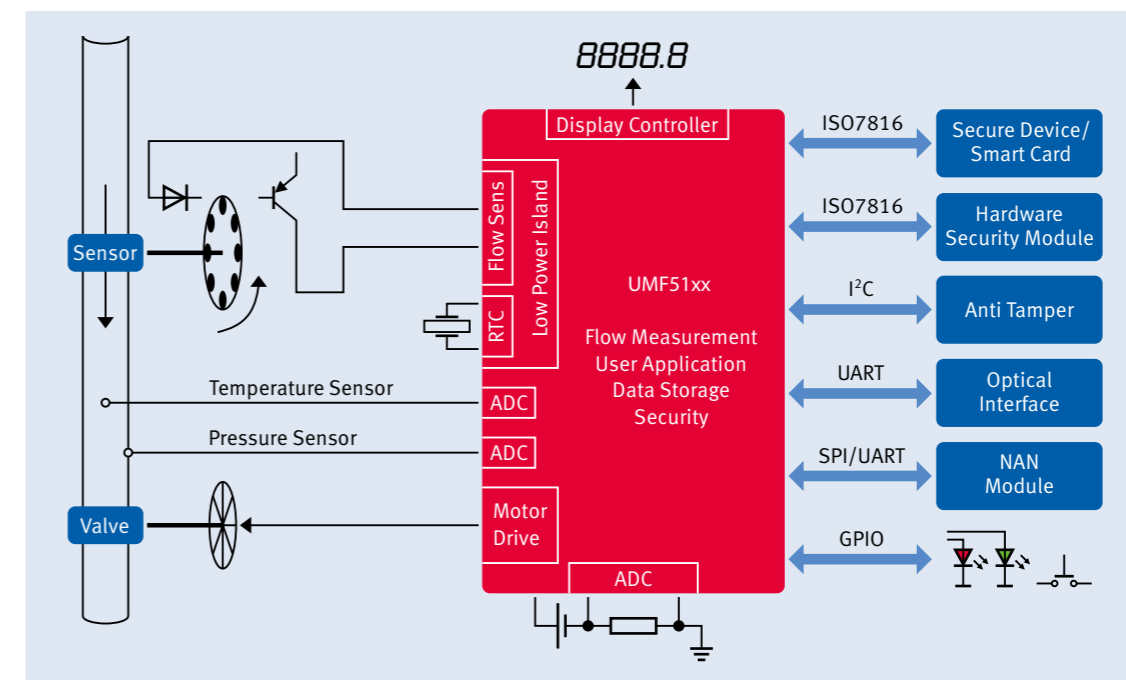 8888.8
Display Controller
Flow Sens
Low Power Island
RTC
Sensor
Temperature Sensor
ADC
Pressure Sensor
ADC
Valve
Motor
Drive
ADC
UMF51xx
Flow Measurement
User Application
Data Storage
Security
ISO7816
Secure Device/
Smart Card
ISO7816
Hardware
Security Module
I²C
Anti Tamper
UART
Optical
Interface
SPI/UART
NAN
Module
GPIO